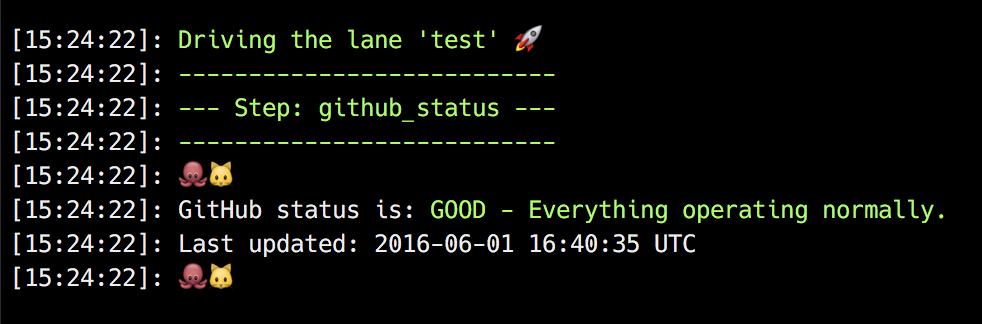 [15:24:22]: Driving the lane 'test' 🚀
[15:24:22]: ---------------------------
[15:24:22]: --- Step: github_status ---
[15:24:22]: ---------------------------
[15:24:22]: 🐙🐱
[15:24:22]: GitHub status is: GOOD – Everything operating normally.
[15:24:22]: Last updated: 2016-06-01 16:40:35 UTC
[15:24:22]: 🐙🐱